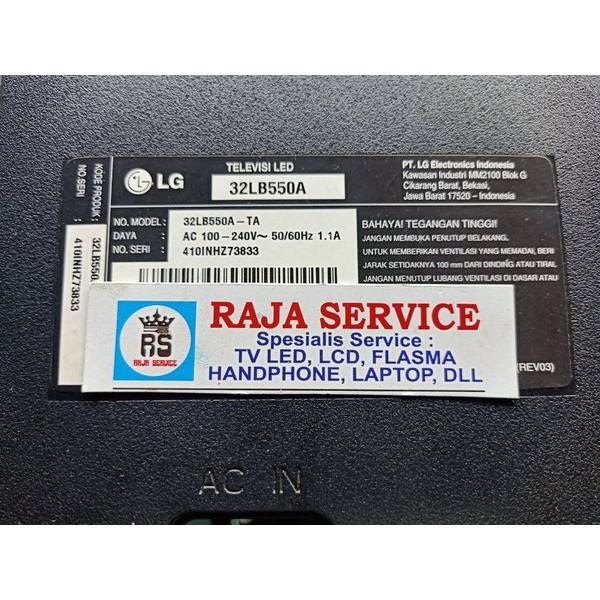 LG
TELEVISI LED
32LB550A
PT. LG Electronics Indonesia
Kawasan Industri MM2100 Blok G
Cikarang Barat, Bekasi,
Jawa Barat 17520 - Indonesia
NO. MODEL : 32LB550A-TA
DAYA : AC 100-240V~ 50/60Hz 1.1A
NO. SERI : 410INHZ73833
BAHAYA! TEGANGAN TINGGI!
JANGAN MEMBUKA PENUTUP BELAKANG.
UNTUK MEMBERIKAN VENTILASI YANG MEMADAI, BERI
JARAK SETIDAKNYA 100 mm DARI DINDING ATAU TIRAI.
JANGAN MENUTUP LUBANG VENTILASI DI DASAR ATAU
(REV03)
KODE PRODUK: 32LB550A
NO SERI : 410INHZ73833
RS
RAJA SERVICE
RAJA SERVICE
Spesialis Service :
TV LED, LCD, FLASMA
HANDPHONE, LAPTOP, DLL
AC IN